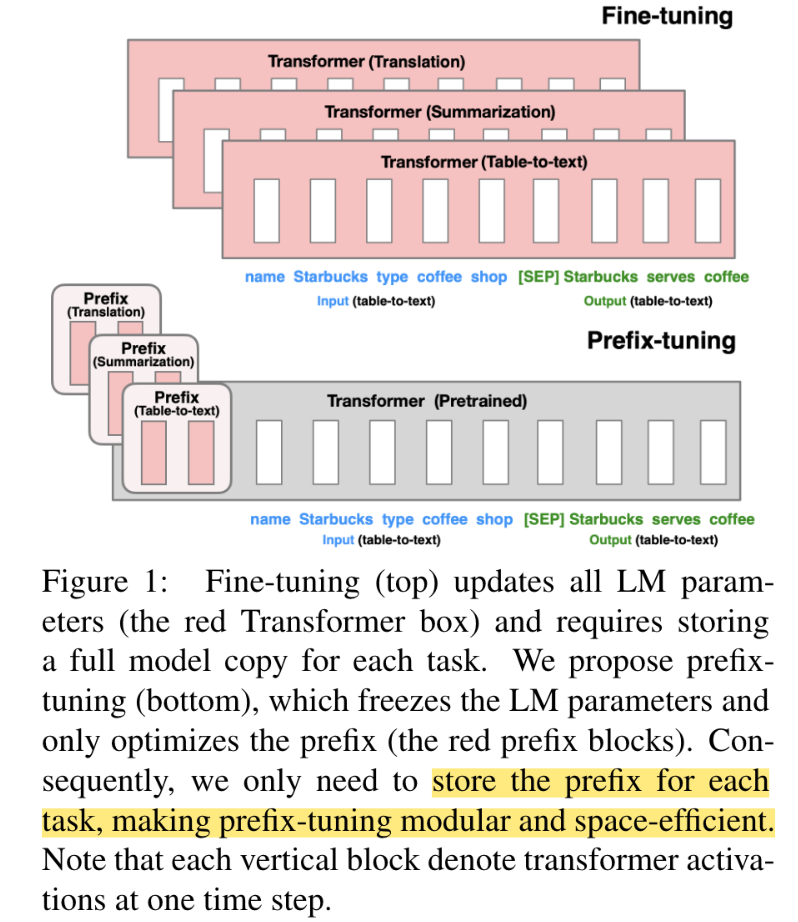 Fine-tuning
Transformer (Translation)
Transformer (Summarization)
Transformer (Table-to-text)
name Starbucks type coffee shop [SEP] Starbucks serves coffee
Input (table-to-text) Output (table-to-text)
Prefix-tuning
Prefix
(Translation)
Prefix
(Summarization)
Prefix
(Table-to-text)
Transformer (Pretrained)
name Starbucks type coffee shop [SEP] Starbucks serves coffee
Input (table-to-text) Output (table-to-text)
Figure 1: Fine-tuning (top) updates all LM param-
eters (the red Transformer box) and requires storing
a full model copy for each task. We propose prefix-
tuning (bottom), which freezes the LM parameters and
only optimizes the prefix (the red prefix blocks). Con-
sequently, we only need to store the prefix for each
task, making prefix-tuning modular and space-efficient.
Note that each vertical block denote transformer activa-
tions at one time step.